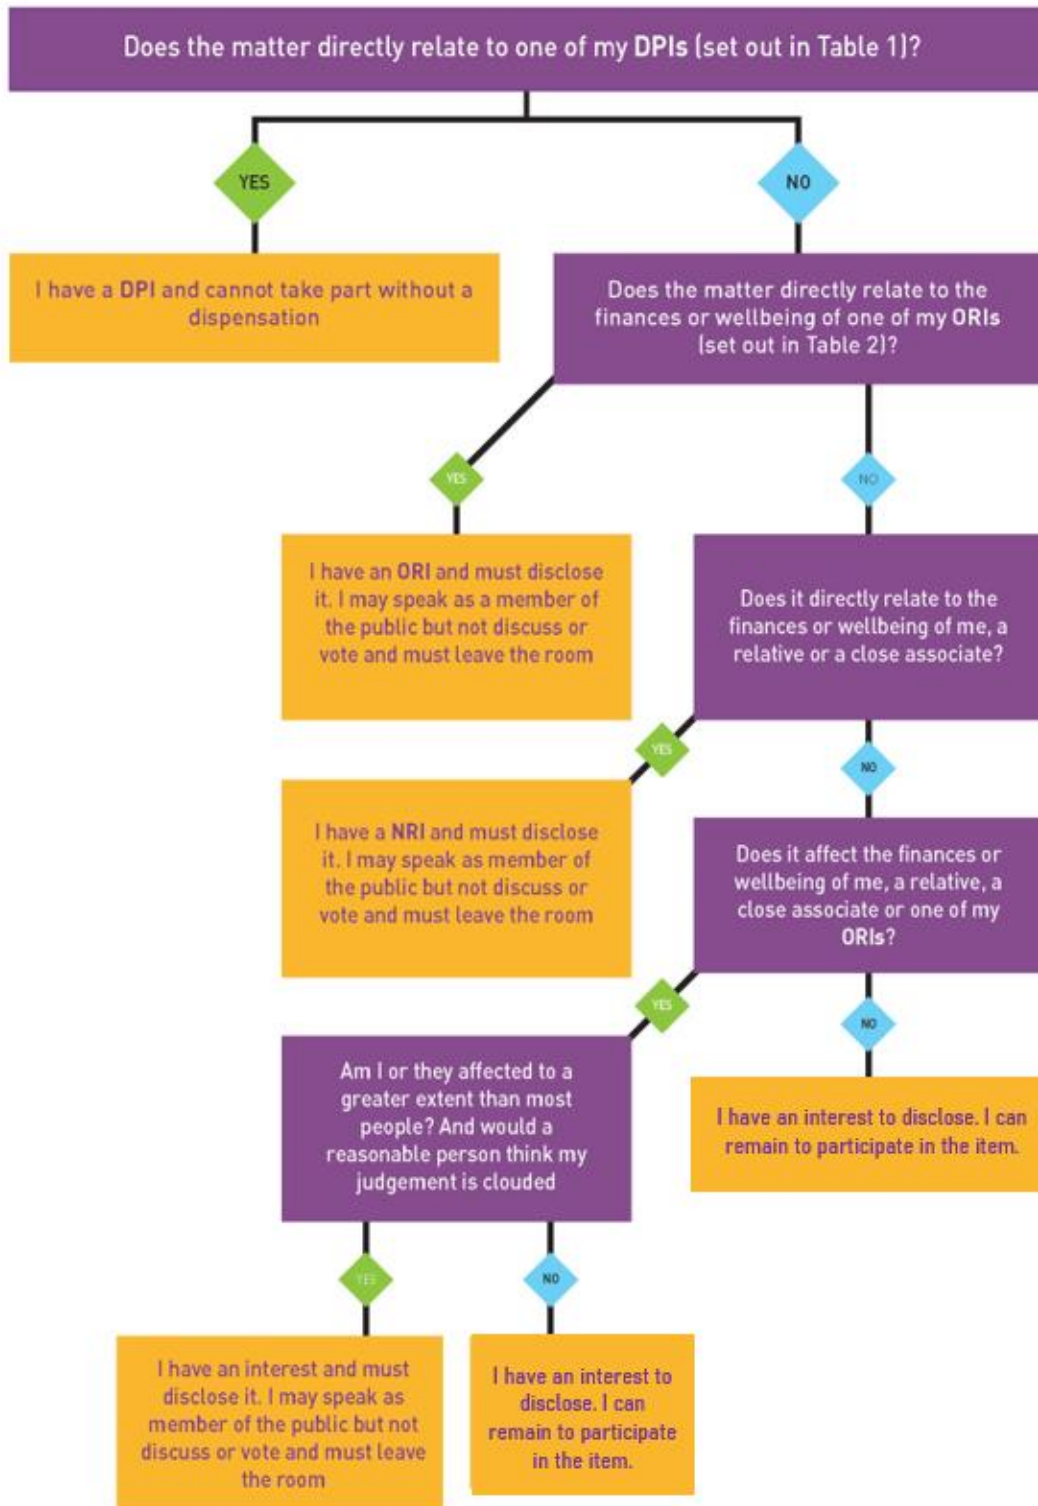 Does the matter directly relate to one of my DPIs (set out in Table 1)?
YES
NO
I have a DPI and cannot take part without a
dispensation
Does the matter directly relate to the
finances or wellbeing of one of my ORIs
(set out in Table 2)?
YES
NO
I have an ORI and must disclose
it. I may speak as a member of
the public but not discuss or
vote and must leave the room
Does it directly relate to the
finances or wellbeing of me, a
relative or a close associate?
YES
NO
I have a NRI and must disclose
it. I may speak as member of
the public but not discuss or
vote and must leave the room
Does it affect the finances or
wellbeing of me, a relative, a
close associate or one of my
ORIs?
YES
NO
Am I or they affected to a
greater extent than most
people? And would a
reasonable person think my
judgement is clouded
I have an interest to disclose. I can
remain to participate in the item.
YES
NO
I have an interest and must
disclose it. I may speak as
member of the public but not
discuss or vote and must leave
the room
I have an interest to
disclose. I can
remain to participate
in the item.